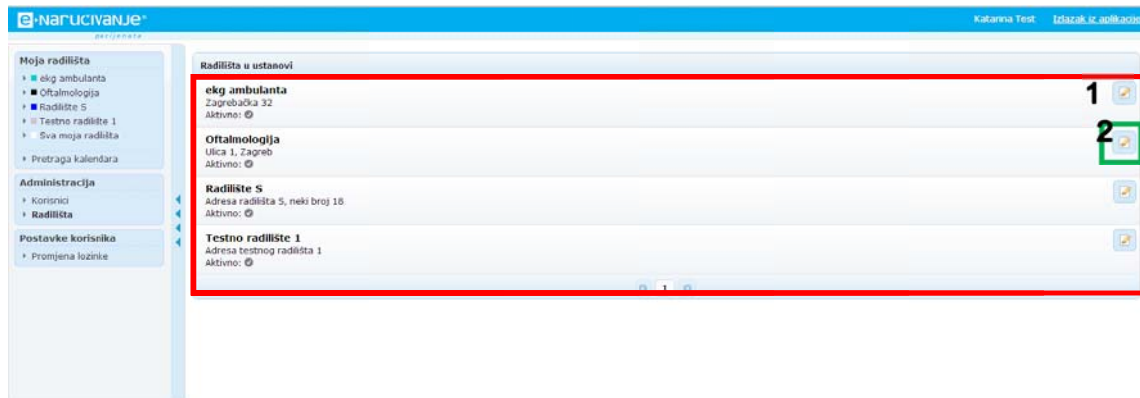 e-Narucivanje
pacijenata
Katarina Test Izlazak iz aplikacije
Moja radilišta
ekg ambulanta
Oftalmologija
Radilište S
Testno radilište 1
Sva moja radilišta
Pretraga kalendara
Administracija
Korisnici
Radilišta
Postavke korisnika
Promjena lozinke
Radilišta u ustanovi
ekg ambulanta
1
Zagrebačka 32
Aktivno:
Oftalmologija
2
Ulica 1, Zagreb
Aktivno:
Radilište S
Adresa radilišta S, neki broj 18
Aktivno:
Testno radilište 1
Adresa testnog radilišta 1
Aktivno:
1